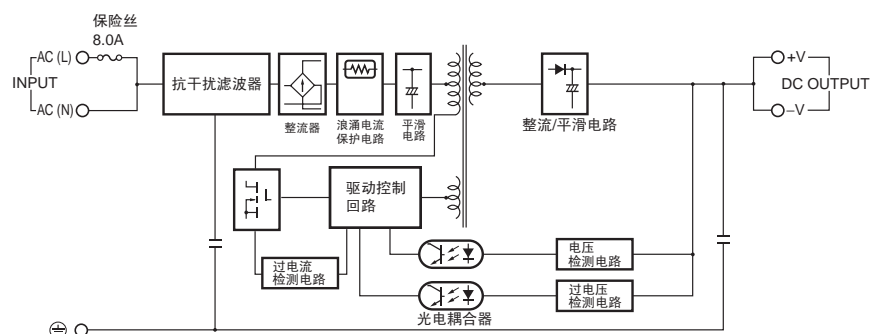 保险丝
8.0A
AC (L)
INPUT
AC (N)
抗干扰滤波器
整流器
浪涌电流
保护电路
平滑
电路
整流/平滑电路
+V
DC OUTPUT
–V
驱动控制
回路
过电流
检测电路
电压
检测电路
过电压
检测电路
光电耦合器